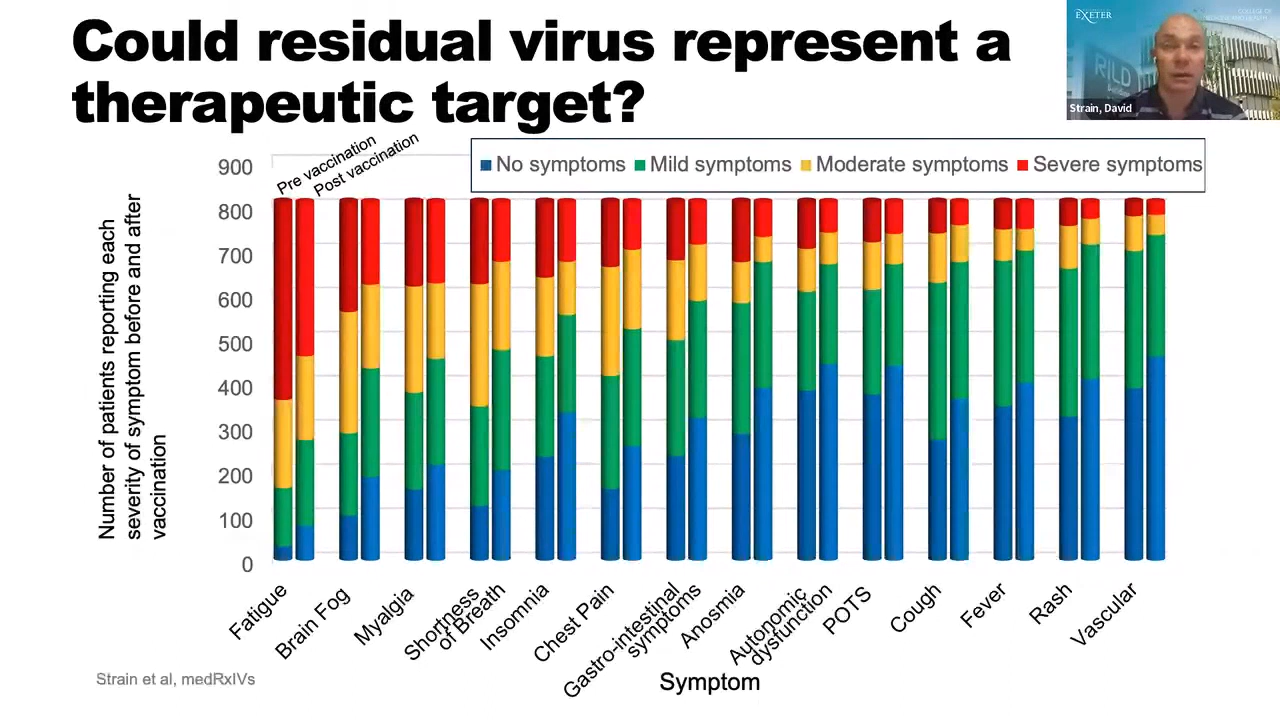 Could residual virus represent a
therapeutic target?
EXETER
RILD
Strain, David
Pre vaccination
Post vaccination
No symptoms
Mild symptoms
Moderate symptoms
Severe symptoms
Number of patients reporting each
severity of symptom before and after
vaccination
900
800
700
600
500
400
300
200
100
0
Fatigue
Brain Fog
Myalgia
Shortness
of Breath
Insomnia
Chest Pain
Gastro-intestinal
symptoms
Anosmia
Autonomic
dysfunction
POTS
Cough
Fever
Rash
Vascular
Symptom
Strain et al, medRxIVs